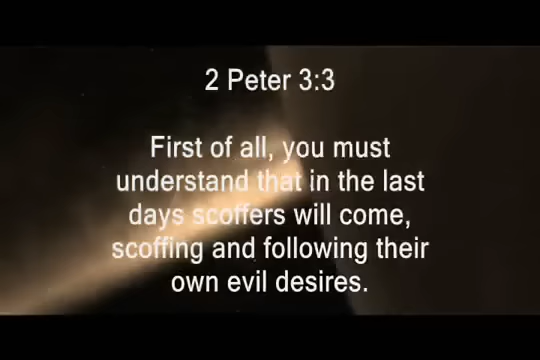 2 Peter 3:3
First of all, you must
understand that in the last
days scoffers will come,
scoffing and following their
own evil desires.